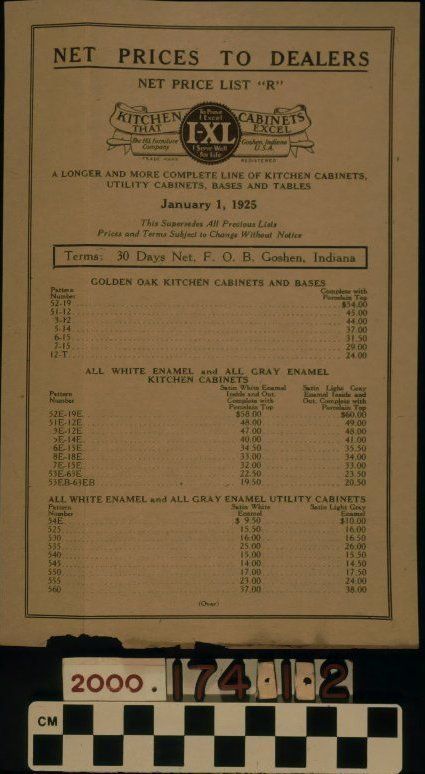 NET PRICES TO DEALERS
NET PRICE LIST "R"
KITCHEN CABINETS
THAT EXCEL
To Prove
I Excel
I-XL
I Serve Well
for Life
The HI. Furniture
Company
Goshen, Indiana
U.S.A.
TRADE MARK REGISTERED
A LONGER AND MORE COMPLETE LINE OF KITCHEN CABINETS,
UTILITY CABINETS, BASES AND TABLES
January 1, 1925
This Supersedes All Previous Lists
Prices and Terms Subject to Change Without Notice
Terms: 30 Days Net, F. O. B. Goshen, Indiana
GOLDEN OAK KITCHEN CABINETS AND BASES
Pattern Complete with
Number Porcelain Top
52-19 $54.00
51-12 45.00
3-12 44.00
5-14 37.00
6-15 31.50
7-15 29.00
12-T 24.00
ALL WHITE ENAMEL and ALL GRAY ENAMEL
KITCHEN CABINETS
Satin White Enamel Satin Light Gray
Pattern Inside and Out. Enamel Inside and
Number Complete with Out. Complete with
Porcelain Top Porcelain Top
52E-19E $58.00 $60.00
51E-12E 48.00 49.00
3E-12E 47.00 48.00
5E-14E 40.00 41.00
6E-15E 34.50 35.50
8E-18E 33.00 34.00
7E-15E 32.00 33.00
53E-63E 22.50 23.50
53EB-63EB 19.50 20.50
ALL WHITE ENAMEL and ALL GRAY ENAMEL UTILITY CABINETS
Pattern Satin White Satin Light Gray
Number Enamel Enamel
54E $ 9.50 $10.00
525 15.50 16.00
530 16.00 16.50
535 25.00 26.00
540 15.00 15.50
545 14.00 14.50
550 17.00 17.50
555 23.00 24.00
560 37.00 38.00
(Over)
2000.174.1.2
CM